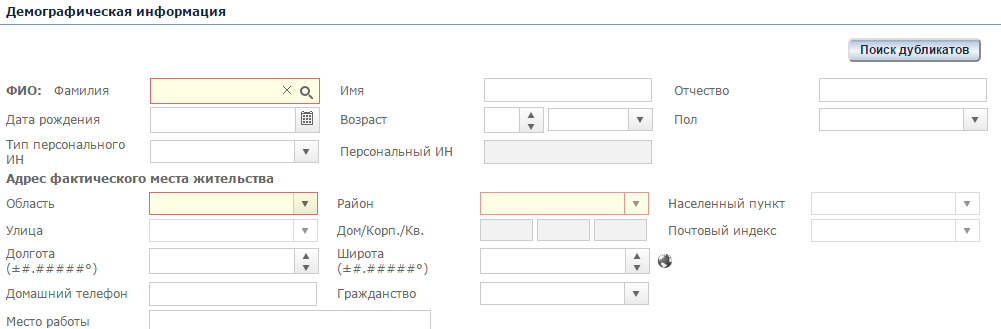 Демографическая информация
Поиск дубликатов
ФИО: Фамилия Имя Отчество
Дата рождения Возраст Пол
Тип персонального ИН Персональный ИН
Адрес фактического места жительства
Область Район Населенный пункт
Улица Дом/Корп./Кв. Почтовый индекс
Долгота (±#.#####°) Широта (±#.#####°)
Домашний телефон Гражданство
Место работы